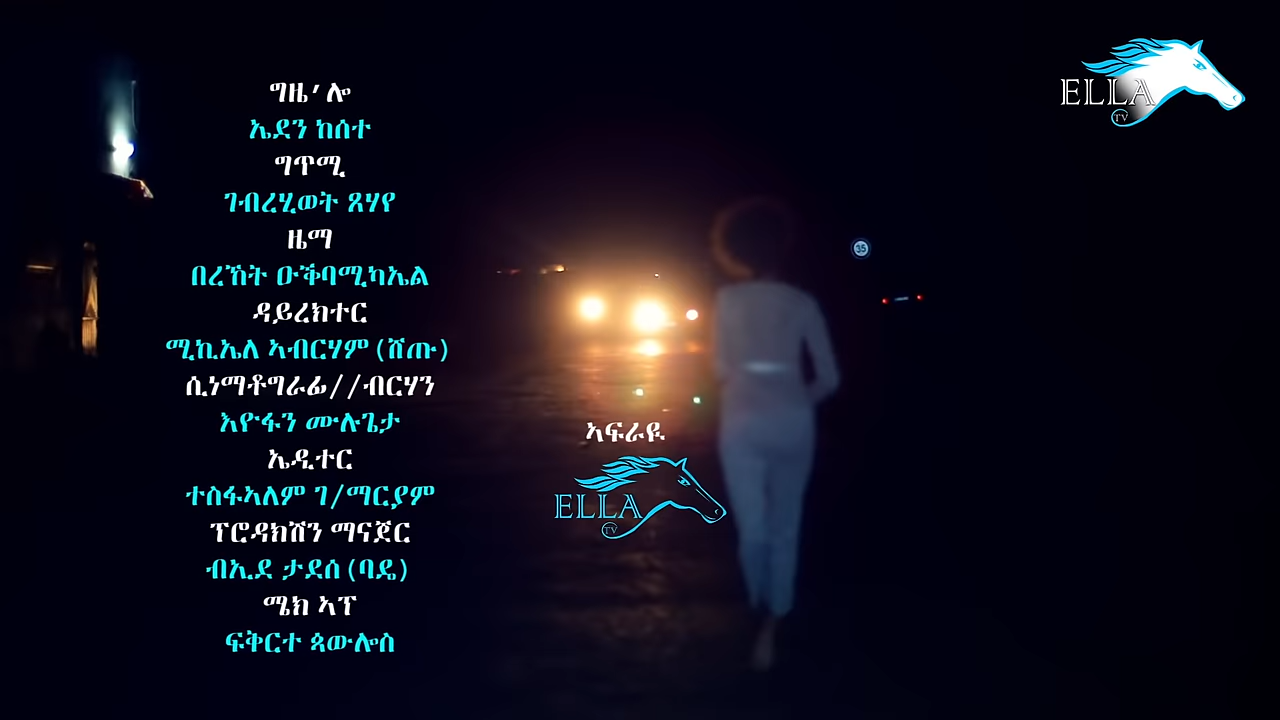 ግዜ'ሎ
ኤደን ከሰተ
ግጥሚ
ገብረሂወት ጸሃየ
ዜማ
በረኸት ዑቕባሚካኤል
ዳይረክተር
ሚኪኤለ ኣብርሃም (ሸጡ)
ሲነማቶግራፊ//ብርሃን
እዮፋን ሙሉጌታ
ኤዲተር
ተስፋኣለም ገ/ማርያም
ፕሮዳክሽን ማናጀር
ብኢደ ታደሰ (ባዴ)
ሜክ ኣፕ
ፍቅርተ ጳውሎስ
ኣፍራዪ
ELLA
TV
ELLA
TV
35